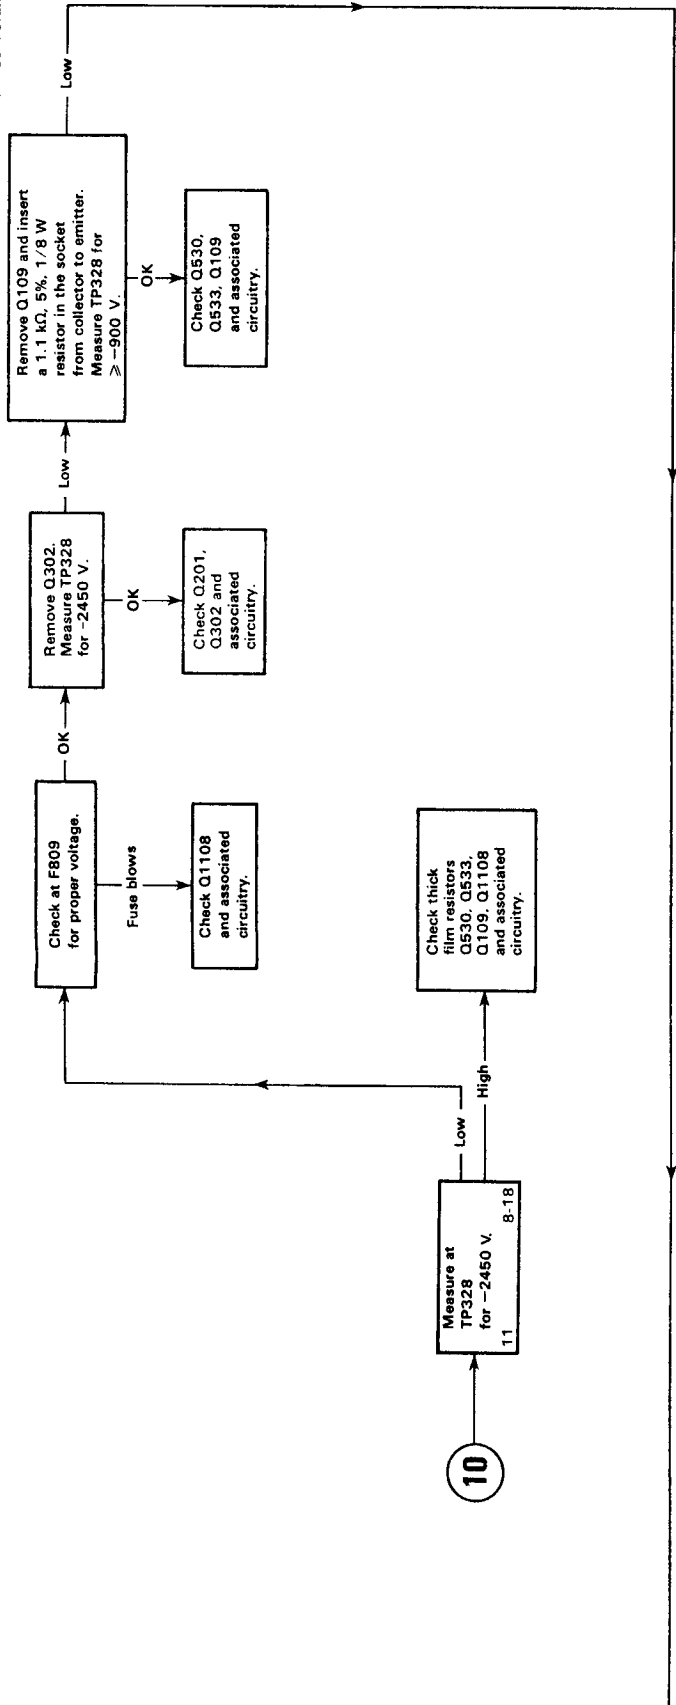 10
Measure at
TP328
for −2450 V.
11 8-18
Low
High
Check thick
film resistors
Q530, Q533,
Q109, Q1108
and associated
circuitry.
Check at F809
for proper voltage.
Fuse blows
Check Q1108
and associated
circuitry.
OK
Remove Q302.
Measure TP328
for -2450 V.
OK
Check Q201,
Q302 and
associated
circuitry.
Low
Remove Q109 and insert
a 1.1 kΩ, 5%, 1/8 W
resistor in the socket
from collector to emitter.
Measure TP328 for
⩾ −900 V.
OK
Check Q530,
Q533, Q109
and associated
circuitry.
Low